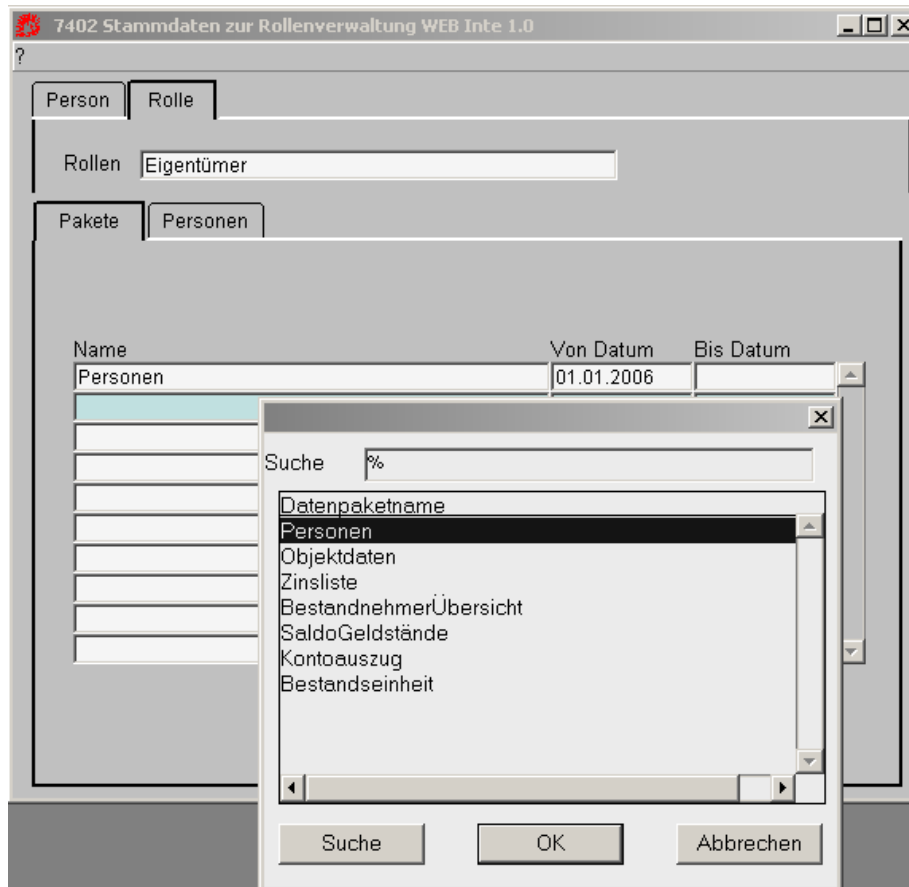 7402 Stammdaten zur Rollenverwaltung WEB Inte 1.0
?
Person Rolle
Rollen Eigentümer
Pakete Personen
Name Von Datum Bis Datum
Personen 01.01.2006
Suche %
Datenpaketname
Personen
Objektdaten
Zinsliste
BestandnehmerÜbersicht
SaldoGeldstände
Kontoauszug
Bestandseinheit
Suche OK Abbrechen